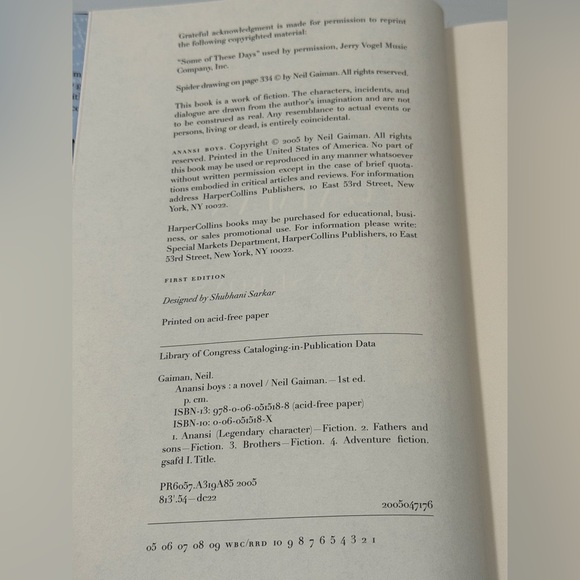 Grateful acknowledgment is made for permission to reprint
the following copyrighted material:
"Some of These Days" used by permission, Jerry Vogel Music
Company, Inc.
Spider drawing on page 334 © by Neil Gaiman. All rights reserved.
This book is a work of fiction. The characters, incidents, and
dialogue are drawn from the author's imagination and are not
to be construed as real. Any resemblance to actual events or
persons, living or dead, is entirely coincidental.
ANANSI BOYS. Copyright © 2005 by Neil Gaiman. All rights
reserved. Printed in the United States of America. No part of
this book may be used or reproduced in any manner whatsoever
without written permission except in the case of brief quota-
tions embodied in critical articles and reviews. For information
address HarperCollins Publishers, 10 East 53rd Street, New
York, NY 10022.
HarperCollins books may be purchased for educational, busi-
ness, or sales promotional use. For information please write:
Special Markets Department, HarperCollins Publishers, 10 East
53rd Street, New York, NY 10022.
FIRST EDITION
Designed by Shubhani Sarkar
Printed on acid-free paper
Library of Congress Cataloging-in-Publication Data
Gaiman, Neil.
Anansi boys : a novel / Neil Gaiman. — 1st ed.
p. cm.
ISBN-13: 978-0-06-051518-8 (acid-free paper)
ISBN-10: 0-06-051518-X
1. Anansi (Legendary character)—Fiction. 2. Fathers and
sons—Fiction. 3. Brothers—Fiction. 4. Adventure fiction.
gsafd I. Title.
PR6057.A319A85 2005
813'.54—dc22
2005047176
05 06 07 08 09 WBC/RRD 10 9 8 7 6 5 4 3 2 1